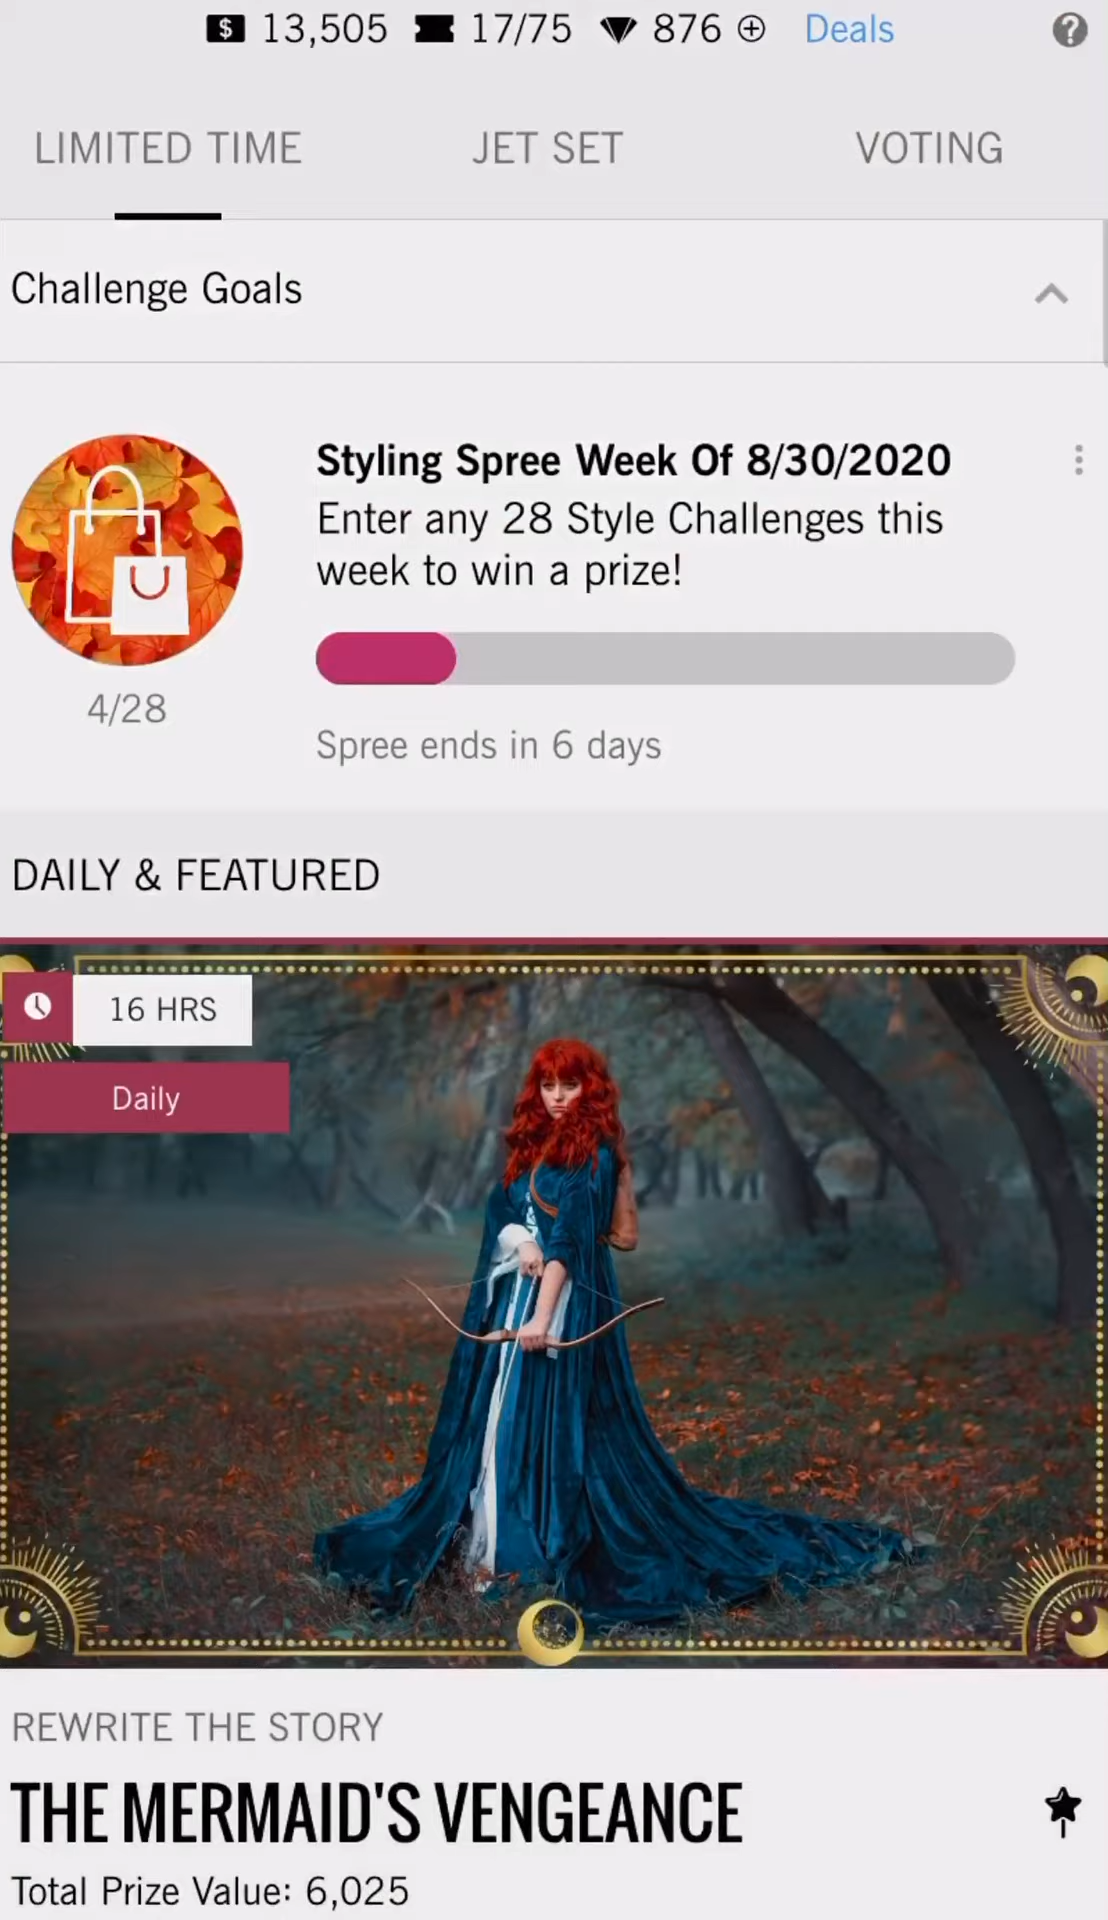 $ 13,505 17/75 876 Deals ?
LIMITED TIME JET SET VOTING
Challenge Goals
Styling Spree Week Of 8/30/2020
Enter any 28 Style Challenges this
week to win a prize!
4/28
Spree ends in 6 days
DAILY & FEATURED
16 HRS
Daily
REWRITE THE STORY
THE MERMAID'S VENGEANCE
Total Prize Value: 6,025